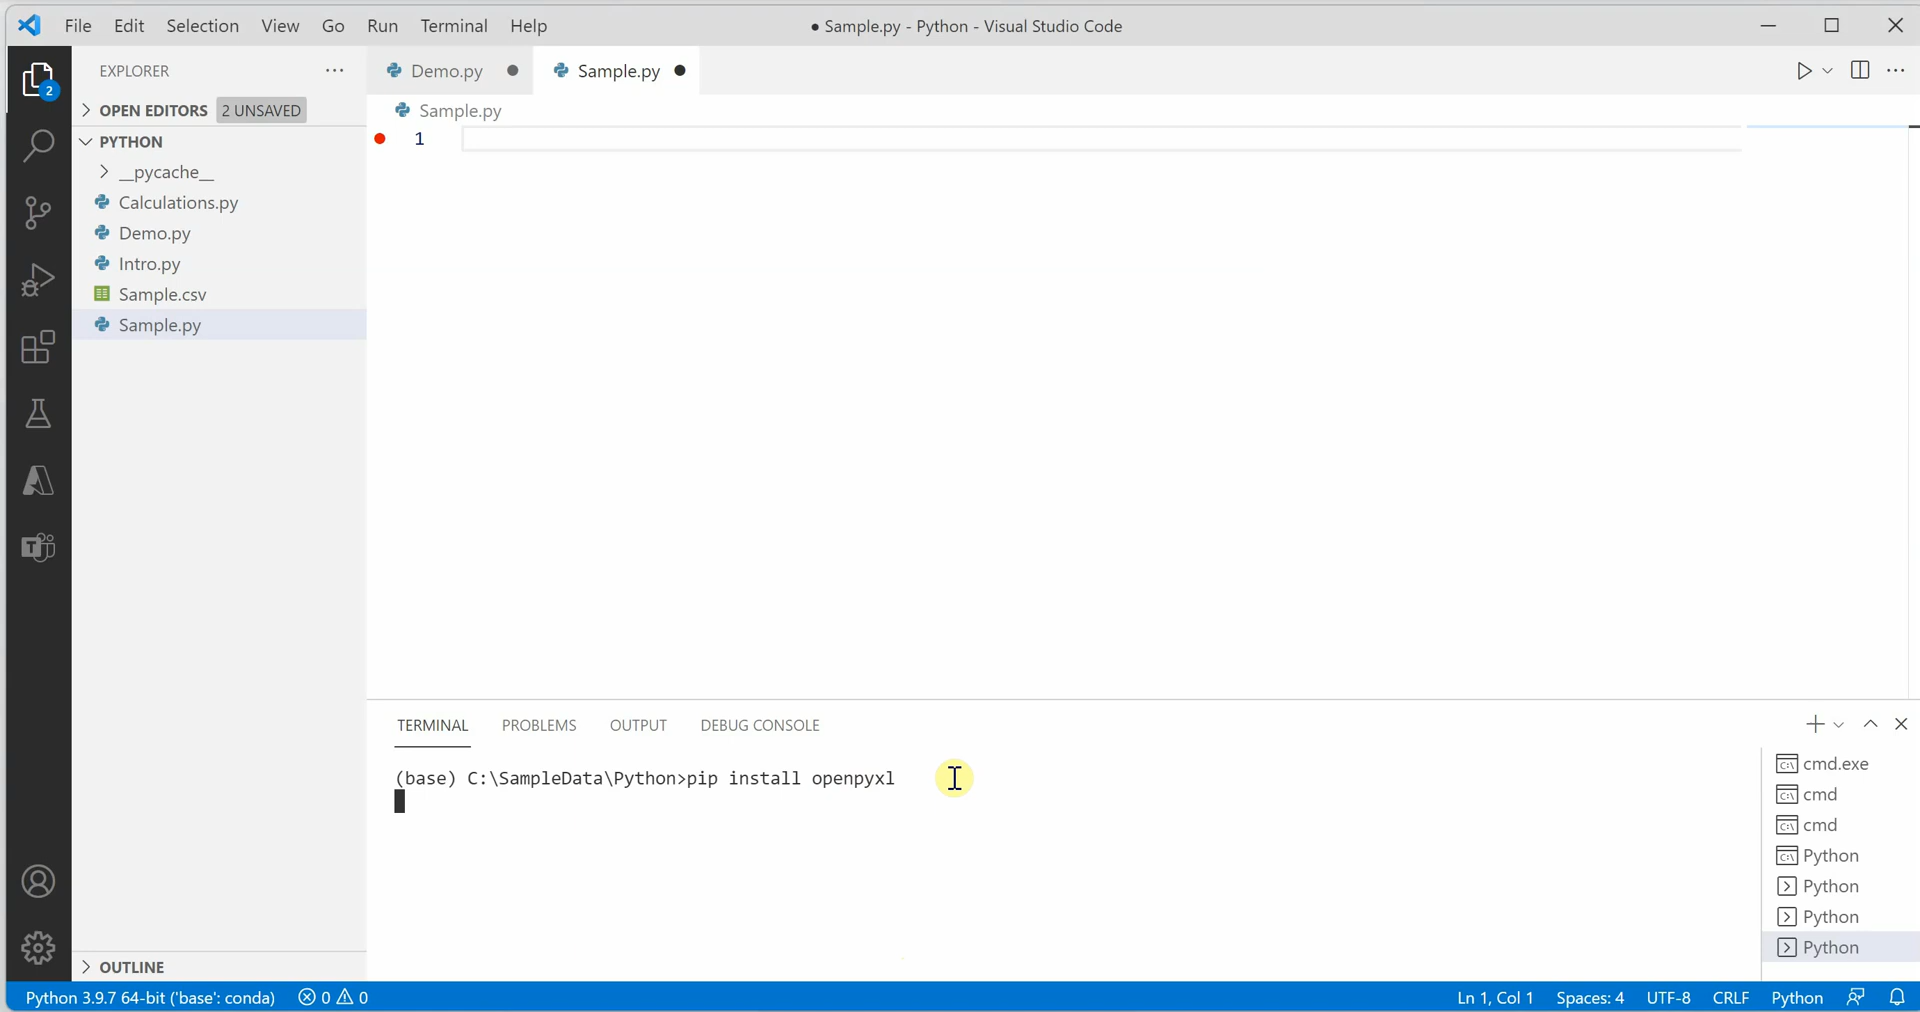 File Edit Selection View Go Run Terminal Help
● Sample.py - Python - Visual Studio Code
EXPLORER
2
OPEN EDITORS 2 UNSAVED
PYTHON
__pycache__
Calculations.py
Demo.py
Intro.py
Sample.csv
Sample.py
OUTLINE
Demo.py
Sample.py
Sample.py
1
TERMINAL PROBLEMS OUTPUT DEBUG CONSOLE
(base) C:\SampleData\Python>pip install openpyxl
cmd.exe
cmd
cmd
Python
Python
Python
Python
Python 3.9.7 64-bit ('base': conda) 0 0
Ln 1, Col 1 Spaces: 4 UTF-8 CRLF Python